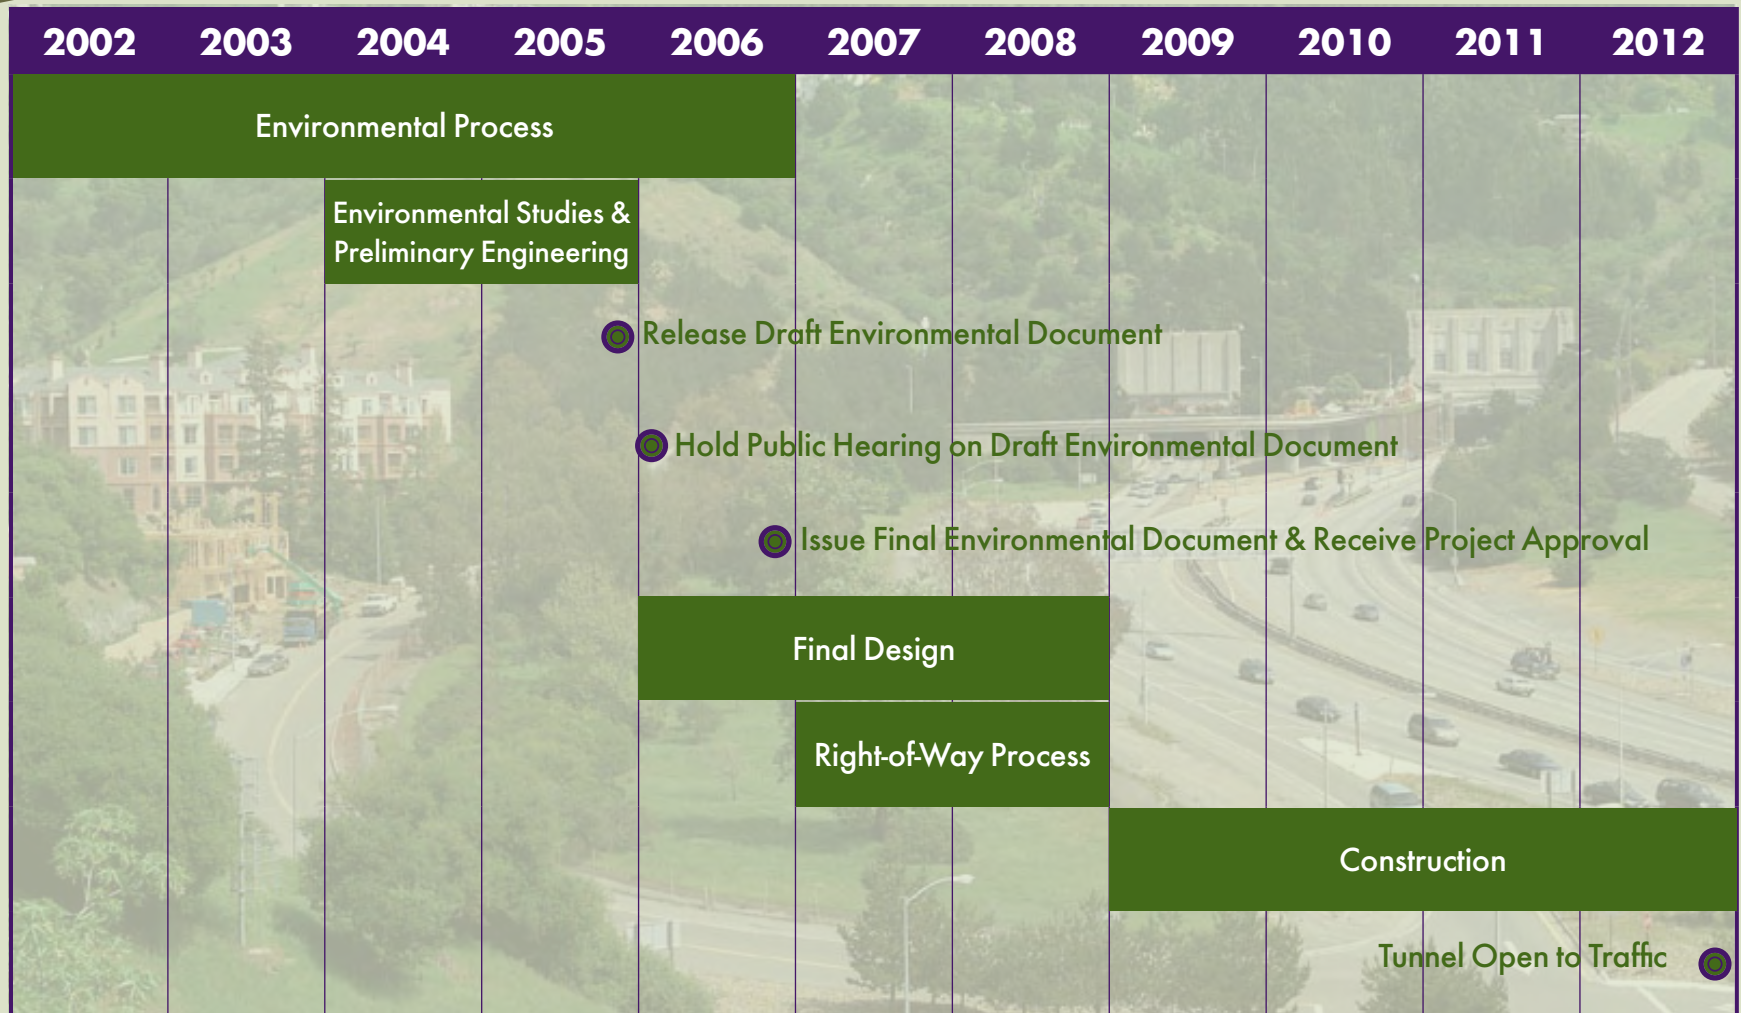 2002 2003 2004 2005 2006 2007 2008 2009 2010 2011 2012
Environmental Process
Environmental Studies &
Preliminary Engineering
Release Draft Environmental Document
Hold Public Hearing on Draft Environmental Document
Issue Final Environmental Document & Receive Project Approval
Final Design
Right-of-Way Process
Construction
Tunnel Open to Traffic